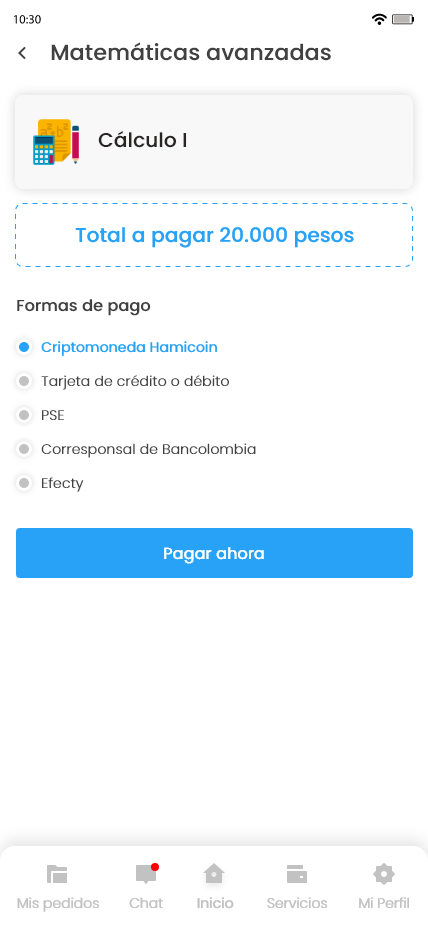 10:30
Matemáticas avanzadas
Cálculo I
Total a pagar 20.000 pesos
Formas de pago
Criptomoneda Hamicoin
Tarjeta de crédito o débito
PSE
Corresponsal de Bancolombia
Efecty
Pagar ahora
Mis pedidos Chat Inicio Servicios Mi Perfil